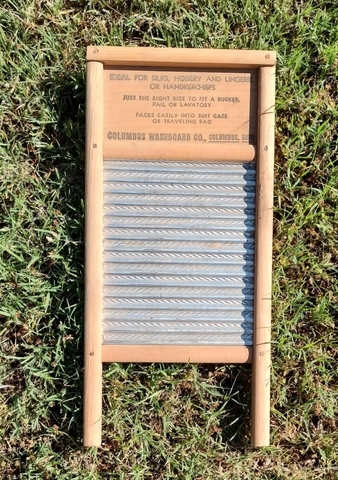 IDEAL FOR SILKS, HOSIERY AND LINGERIE
OR HANDKERCHIEFS
JUST THE RIGHT SIZE TO FIT A BUCKET,
PAIL OR LAVATORY
PACKS EASILY INTO SUIT CASE
OR TRAVELING BAG
COLUMBUS WASHBOARD CO., COLUMBUS, OHIO